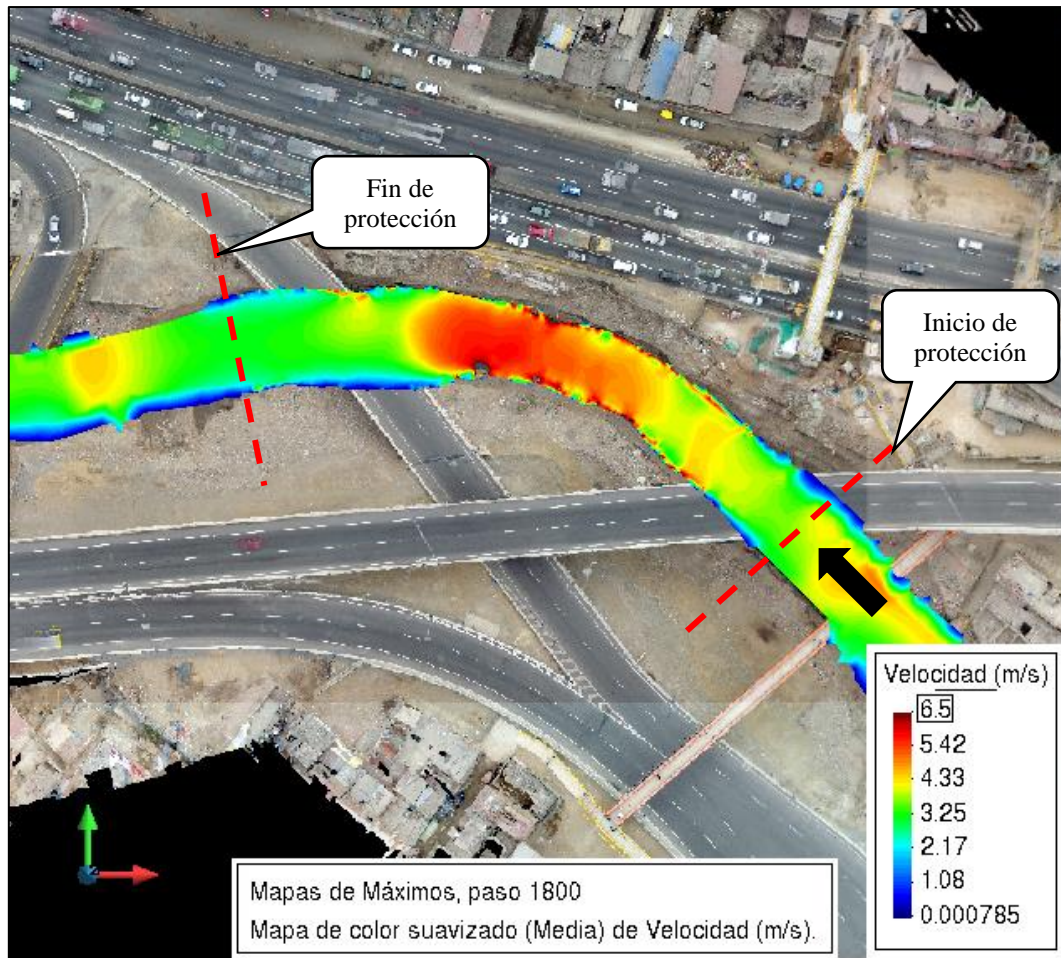 Fin de
protección
Inicio de
protección
Velocidad (m/s)
6.5
5.42
4.33
3.25
2.17
1.08
0.000785
Mapas de Máximos, paso 1800
Mapa de color suavizado (Media) de Velocidad (m/s).